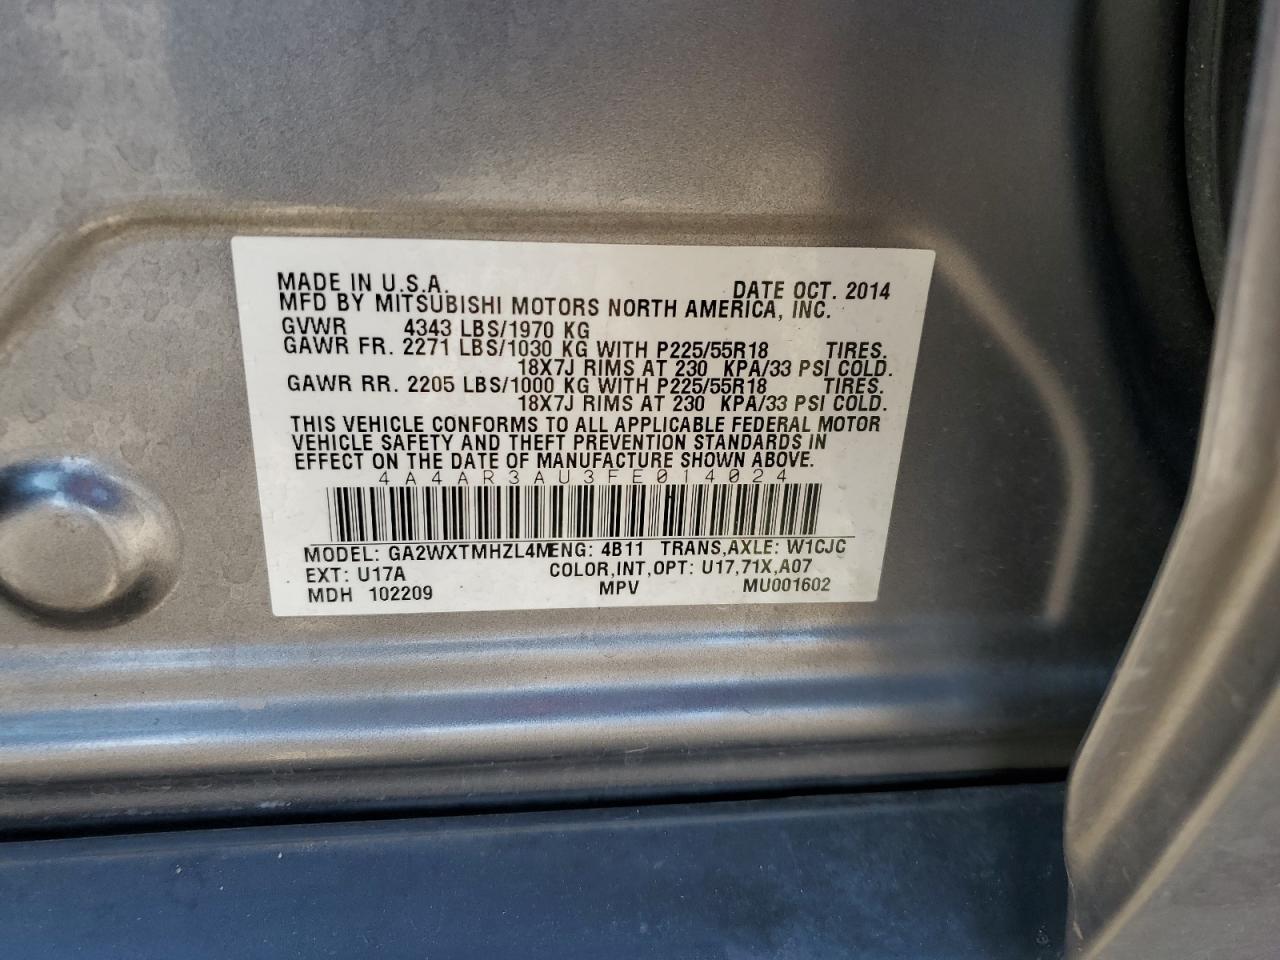 MADE IN U.S.A. DATE OCT. 2014
MFD BY MITSUBISHI MOTORS NORTH AMERICA, INC.
GVWR 4343 LBS/1970 KG
GAWR FR. 2271 LBS/1030 KG WITH P225/55R18 TIRES.
18X7J RIMS AT 230 KPA/33 PSI COLD.
GAWR RR. 2205 LBS/1000 KG WITH P225/55R18 TIRES.
18X7J RIMS AT 230 KPA/33 PSI COLD.
THIS VEHICLE CONFORMS TO ALL APPLICABLE FEDERAL MOTOR
VEHICLE SAFETY AND THEFT PREVENTION STANDARDS IN
EFFECT ON THE DATE OF MANUFACTURE SHOWN ABOVE.
4A4AR3AU3FE014024
MODEL: GA2WXTMHZL4M ENG: 4B11 TRANS,AXLE: W1CJC
EXT: U17A COLOR,INT,OPT: U17,71X,A07
MDH 102209 MPV MU001602